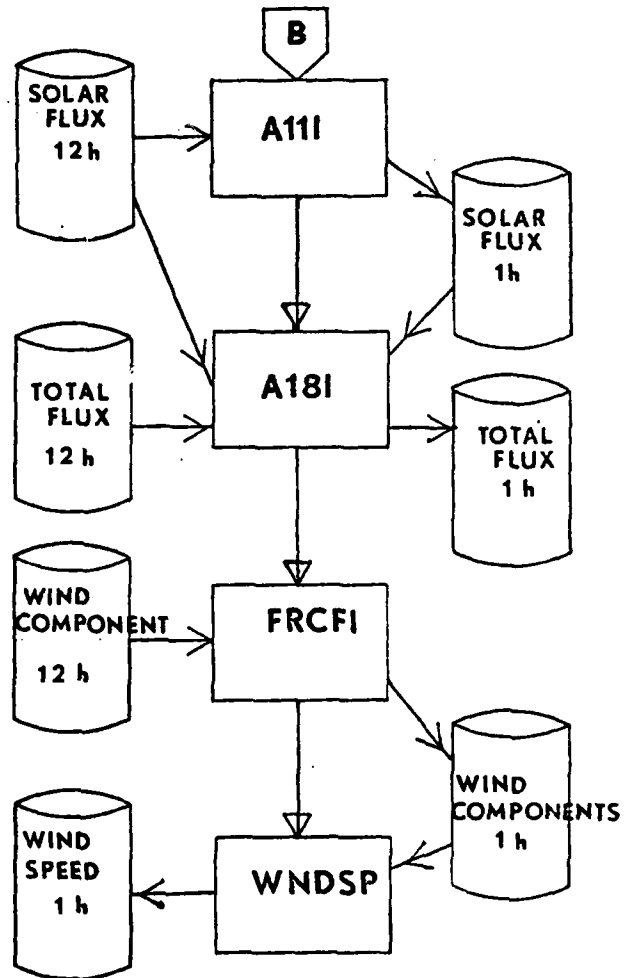 B
SOLAR
FLUX
12h
A11I
SOLAR
FLUX
1h
A18I
TOTAL
FLUX
12 h
TOTAL
FLUX
1 h
WIND
COMPONENT
12 h
FRCFI
WIND
COMPONENTS
1 h
WIND
SPEED
1 h
WNDSP